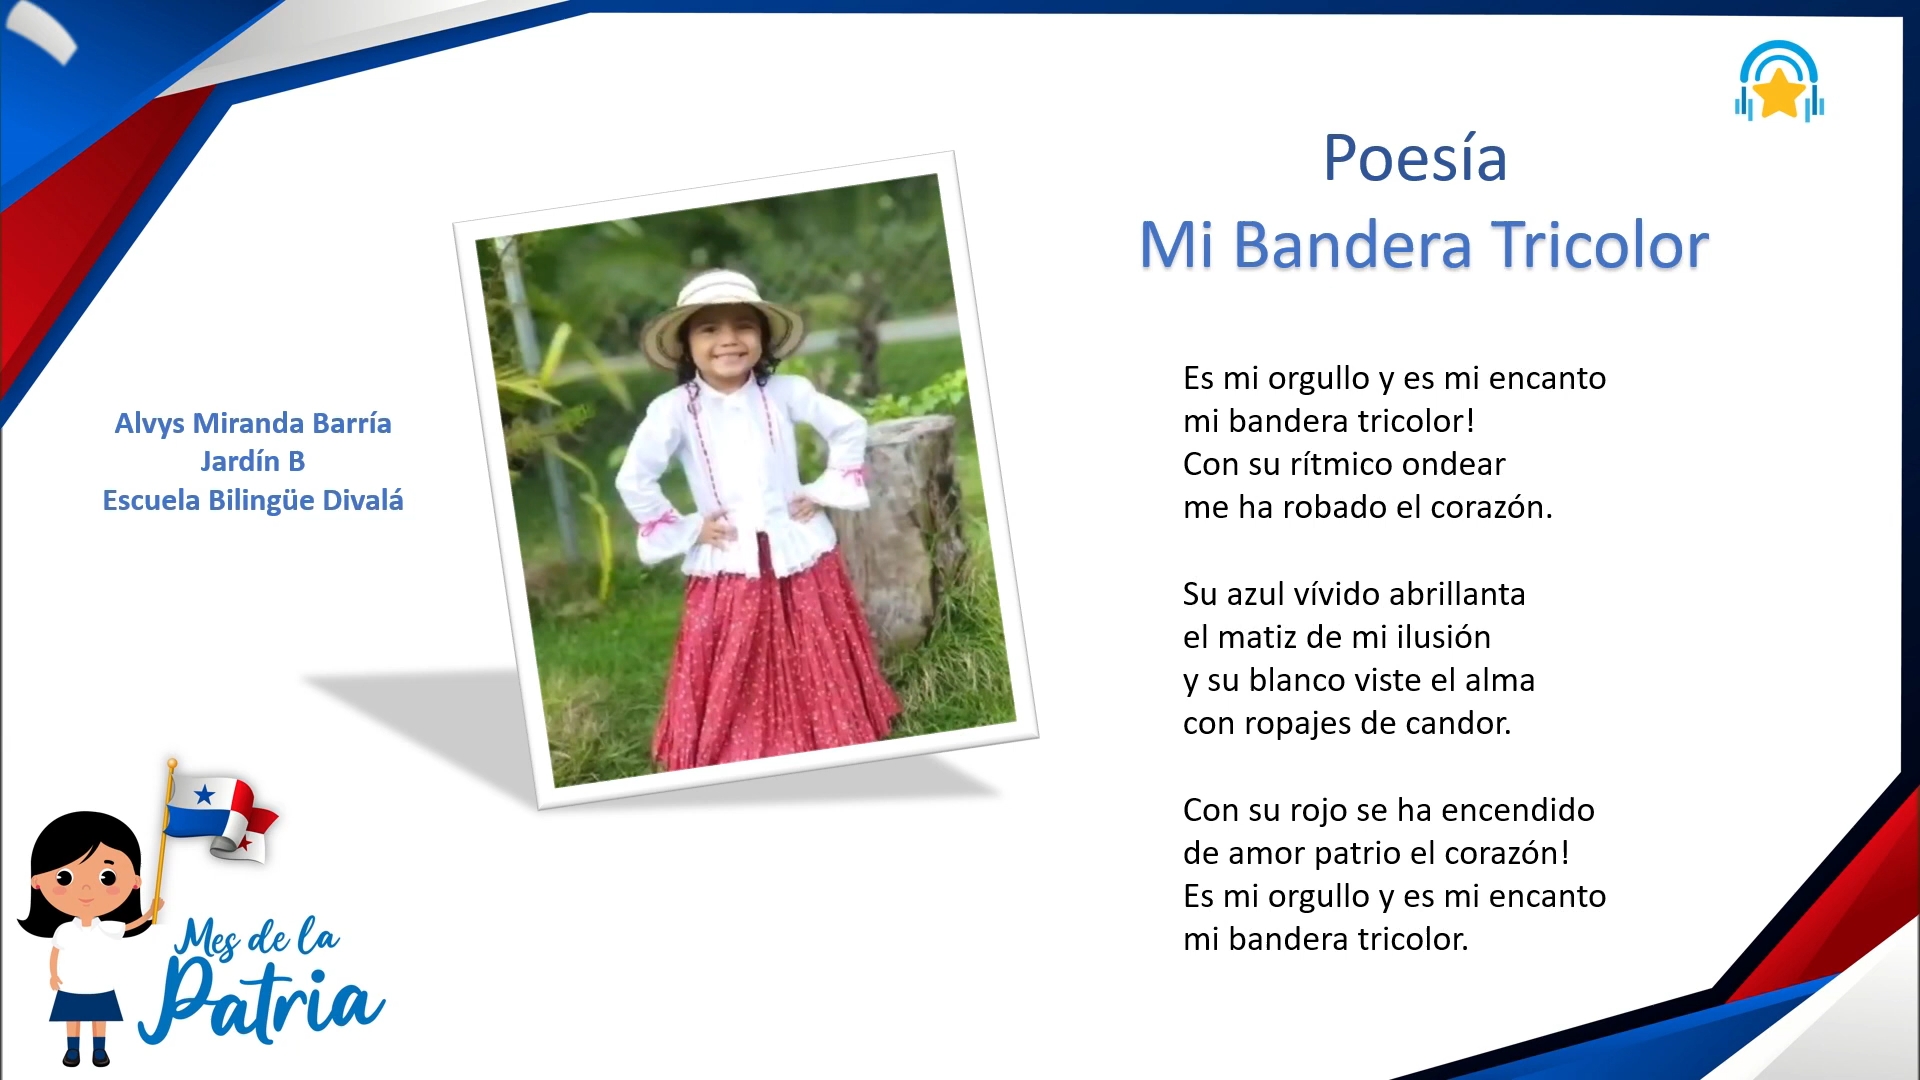 Poesía
Mi Bandera Tricolor
Alvys Miranda Barría
Jardín B
Escuela Bilingüe Divalá
Es mi orgullo y es mi encanto
mi bandera tricolor!
Con su rítmico ondear
me ha robado el corazón.
Su azul vívido abrillanta
el matiz de mi ilusión
y su blanco viste el alma
con ropajes de candor.
Con su rojo se ha encendido
de amor patrio el corazón!
Es mi orgullo y es mi encanto
mi bandera tricolor.
Mes de la
Patria